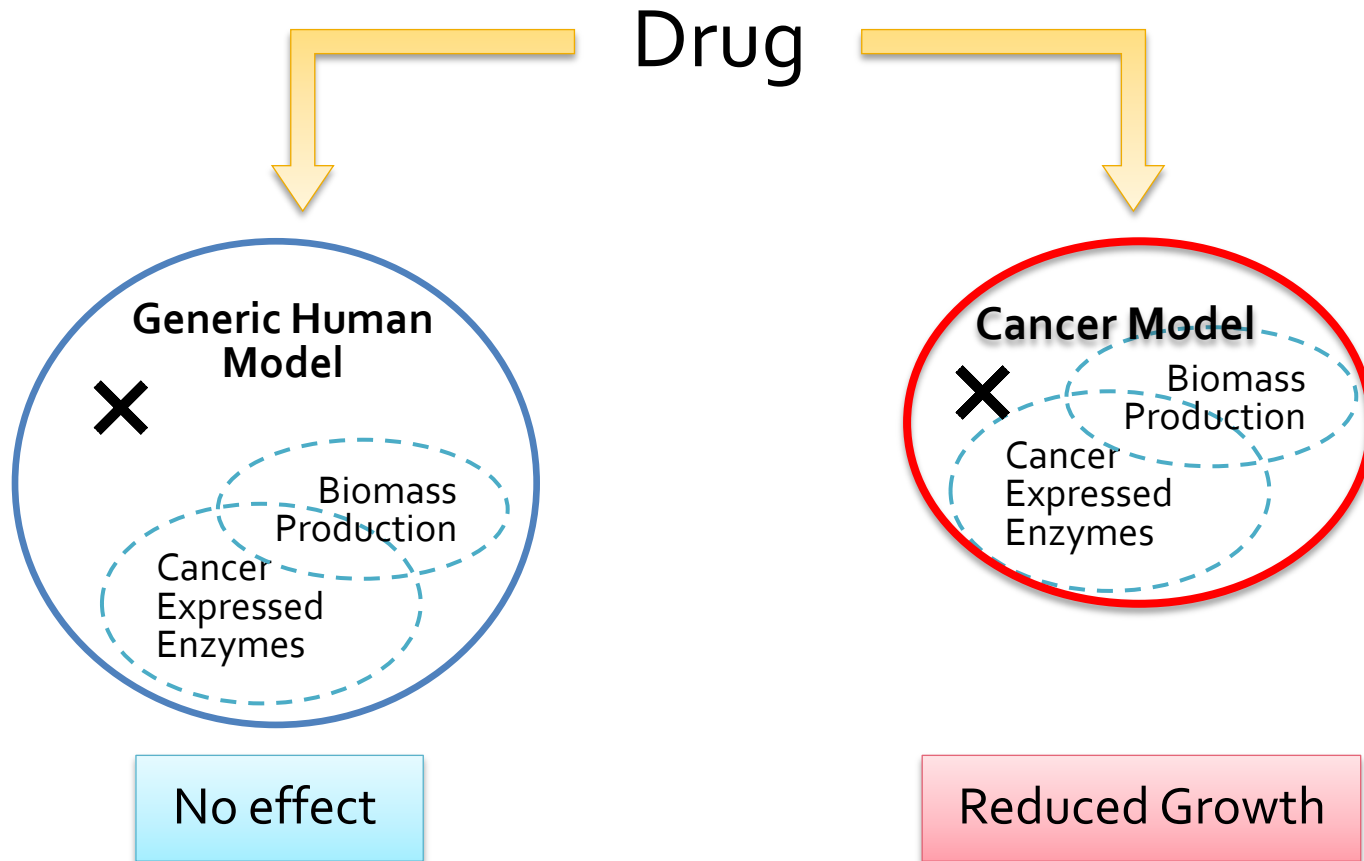 Drug
Generic Human
Model
Biomass
Production
Cancer
Expressed
Enzymes
No effect
Cancer Model
Biomass
Production
Cancer
Expressed
Enzymes
Reduced Growth